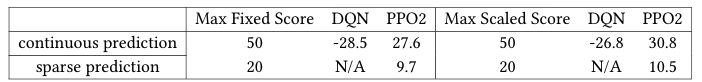 Max Fixed Score DQN PPO2 Max Scaled Score DQN PPO2
continuous prediction 50 -28.5 27.6 50 -26.8 30.8
sparse prediction 20 N/A 9.7 20 N/A 10.5